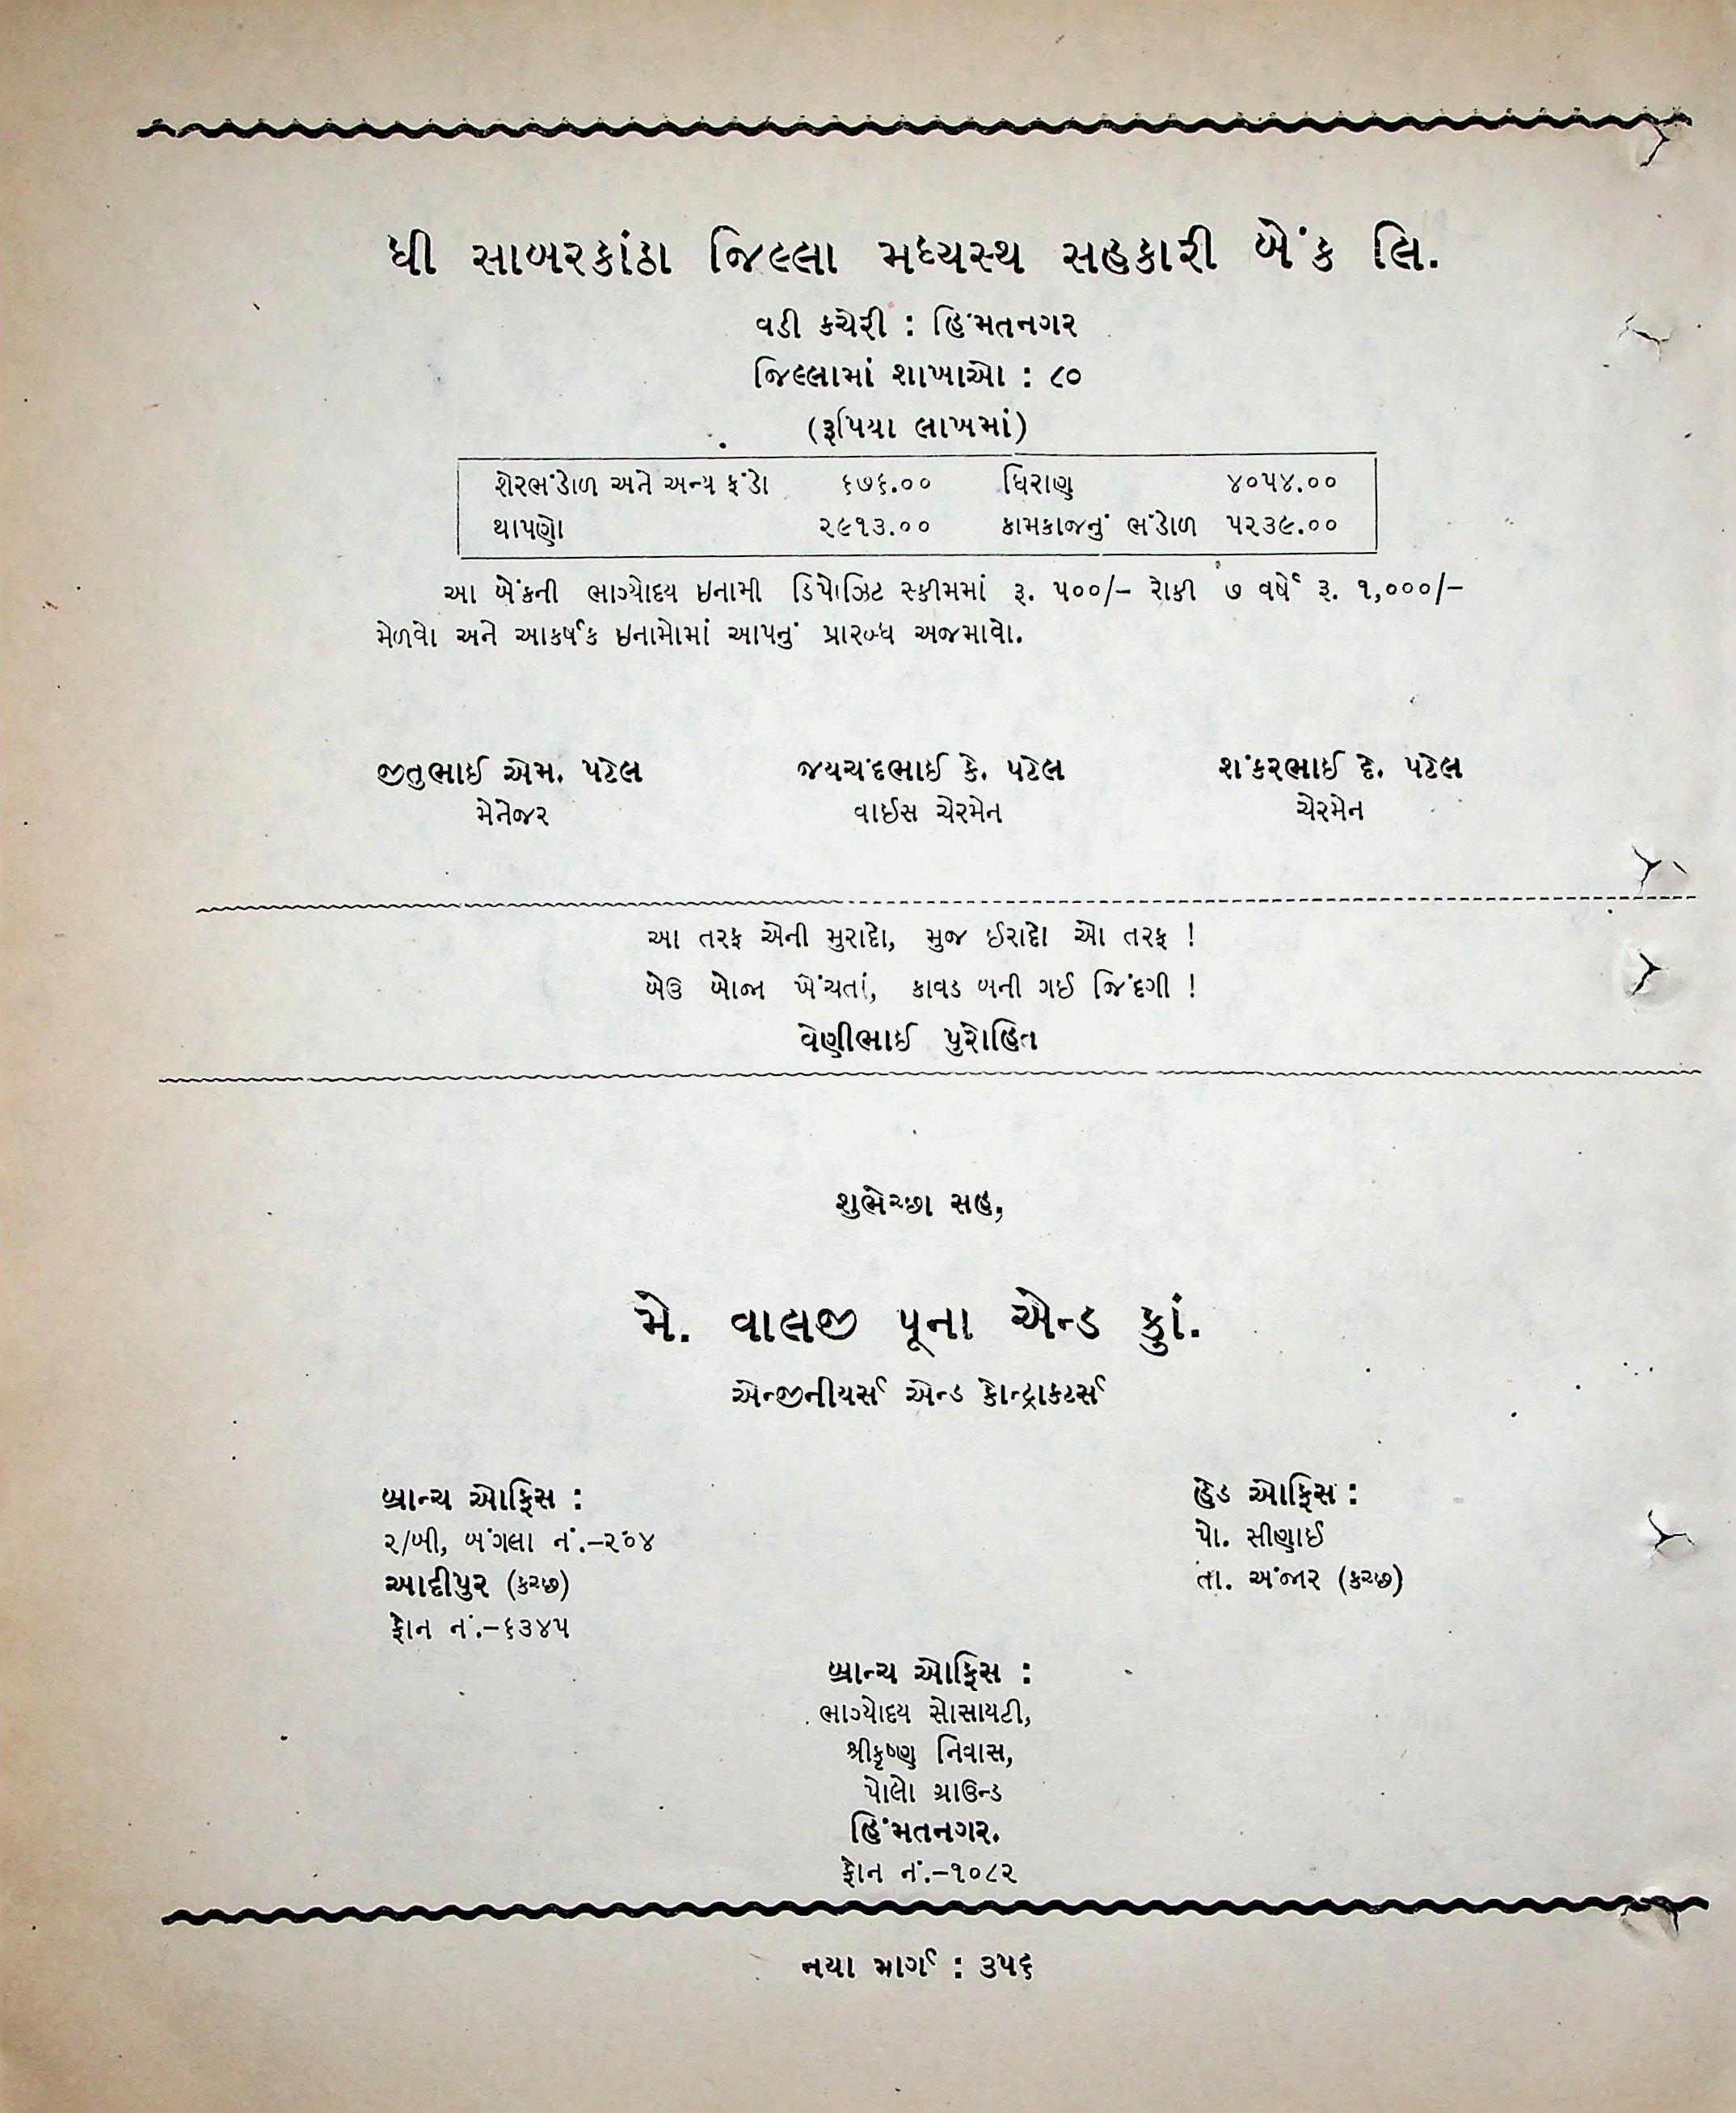 ધી સાબરકાંઠા જિલ્લા મધ્યસ્થ સહકારી બેંક લિ.
વડી કચેરી : હિંમતનગર
જિલ્લામાં શાખાઓ : ૮૦
(રૂપિયા લાખમાં)
શેરભંડોળ અને અન્ય ફંડો ૬૭૬.૦૦ ધિરાણ ૪૦૫૪.૦૦
થાપણો ૨૯૧૩.૦૦ કામકાજનું ભંડોળ ૫૨૩૯.૦૦
આ બેંકની ભાગ્યોદય ઇનામી ડિપોઝિટ સ્કીમમાં રૂ. ૫૦૦/– રોકી ૭ વર્ષે રૂ. ૧,૦૦૦/–
મેળવો અને આકર્ષક ઇનામોમાં આપનું પ્રારબ્ધ અજમાવો.
જીતુભાઈ એમ. પટેલ જયચંદભાઈ કે. પટેલ શંકરભાઈ દે. પટેલ
મેનેજર વાઈસ ચેરમેન ચેરમેન
આ તરફ એની મુરાદો, મુજ ઈરાદો ઓ તરફ !
બેઉ બોજા ખેંચતાં, કાવડ બની ગઈ જિંદગી !
વેણીભાઈ પુરોહિત
શુભેચ્છા સહ,
મે. વાલજી પૂના એન્ડ કું.
એન્જીનીયર્સ એન્ડ કોન્ટ્રાકટર્સ
બ્રાન્ચ ઓફિસ :
૨/બી, બંગલા નં.–૨૦૪
આદીપુર (કચ્છ)
ફોન નં.–૬૩૪૫
હેડ ઓફિસ :
પો. સીણાઈ
તા. અંજાર (કચ્છ)
બ્રાન્ચ ઓફિસ :
ભાગ્યોદય સોસાયટી,
શ્રીકૃષ્ણ નિવાસ,
પોલો ગ્રાઉન્ડ
હિંમતનગર.
ફોન નં.–૧૦૮૨
નયા માર્ગ : ૩૫૬